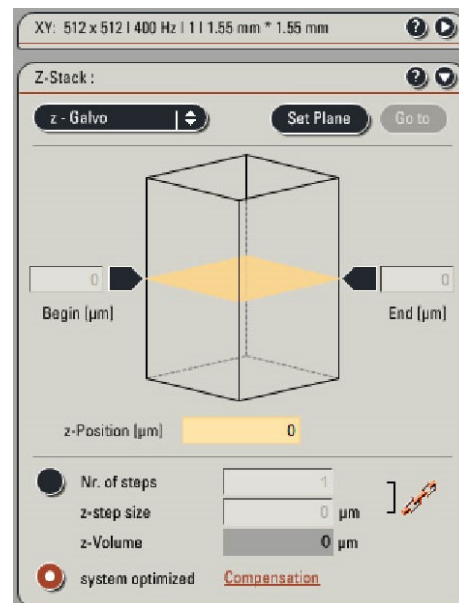 XY: 512 x 512 | 400 Hz | 1 | 1.55 mm * 1.55 mm ?
Z-Stack : ?
z - Galvo Set Plane Go to
0 0
Begin [µm] End [µm]
z-Position [µm] 0
Nr. of steps 1
z-step size 0 µm
z-Volume 0 µm
system optimized Compensation